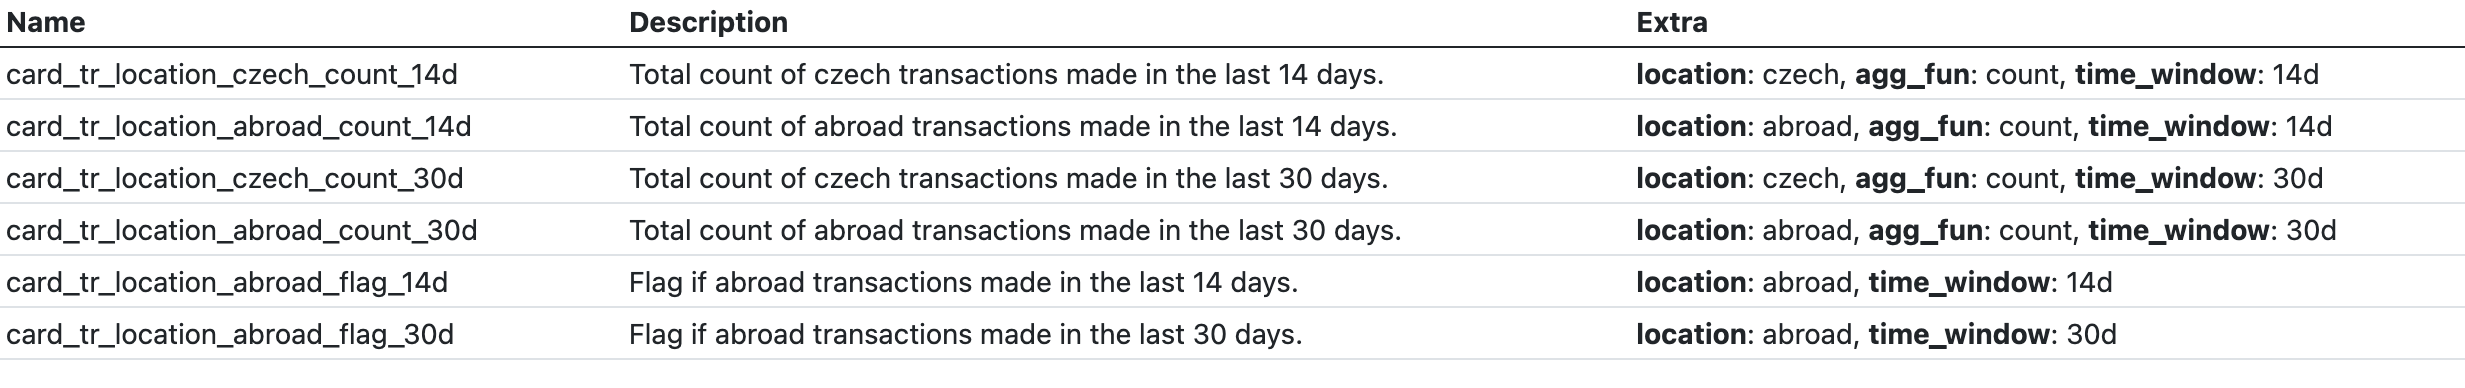 Name Description Extra
card_tr_location_czech_count_14d Total count of czech transactions made in the last 14 days. location: czech, agg_fun: count, time_window: 14d
card_tr_location_abroad_count_14d Total count of abroad transactions made in the last 14 days. location: abroad, agg_fun: count, time_window: 14d
card_tr_location_czech_count_30d Total count of czech transactions made in the last 30 days. location: czech, agg_fun: count, time_window: 30d
card_tr_location_abroad_count_30d Total count of abroad transactions made in the last 30 days. location: abroad, agg_fun: count, time_window: 30d
card_tr_location_abroad_flag_14d Flag if abroad transactions made in the last 14 days. location: abroad, time_window: 14d
card_tr_location_abroad_flag_30d Flag if abroad transactions made in the last 30 days. location: abroad, time_window: 30d